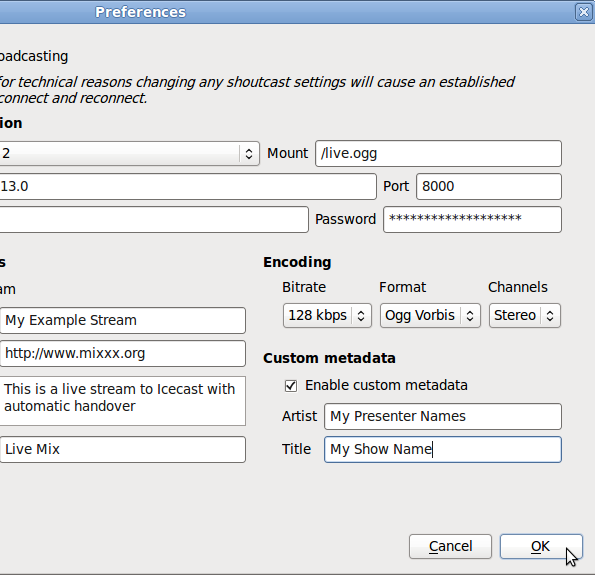 Preferences
oadcasting
for technical reasons changing any shoutcast settings will cause an established
connect and reconnect.
ion
2 Mount /live.ogg
13.0 Port 8000
Password *******************
s Encoding
am Bitrate Format Channels
My Example Stream 128 kbps Ogg Vorbis Stereo
http://www.mixxx.org Custom metadata
This is a live stream to Icecast with Enable custom metadata
automatic handover Artist My Presenter Names
Live Mix Title My Show Name
Cancel OK